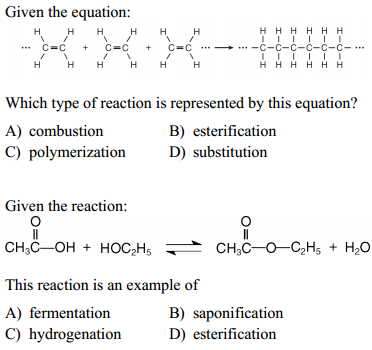 Given the equation:
H H H H H H H H H H H H
... C=C + C=C + C=C ... → ... -C-C-C-C-C-C- ...
H H H H H H H H H H H H
Which type of reaction is represented by this equation?
A) combustion B) esterification
C) polymerization D) substitution
Given the reaction:
O O
CH₃C—OH + HOC₂H₅ ⇌ CH₃C—O—C₂H₅ + H₂O
This reaction is an example of
A) fermentation B) saponification
C) hydrogenation D) esterification